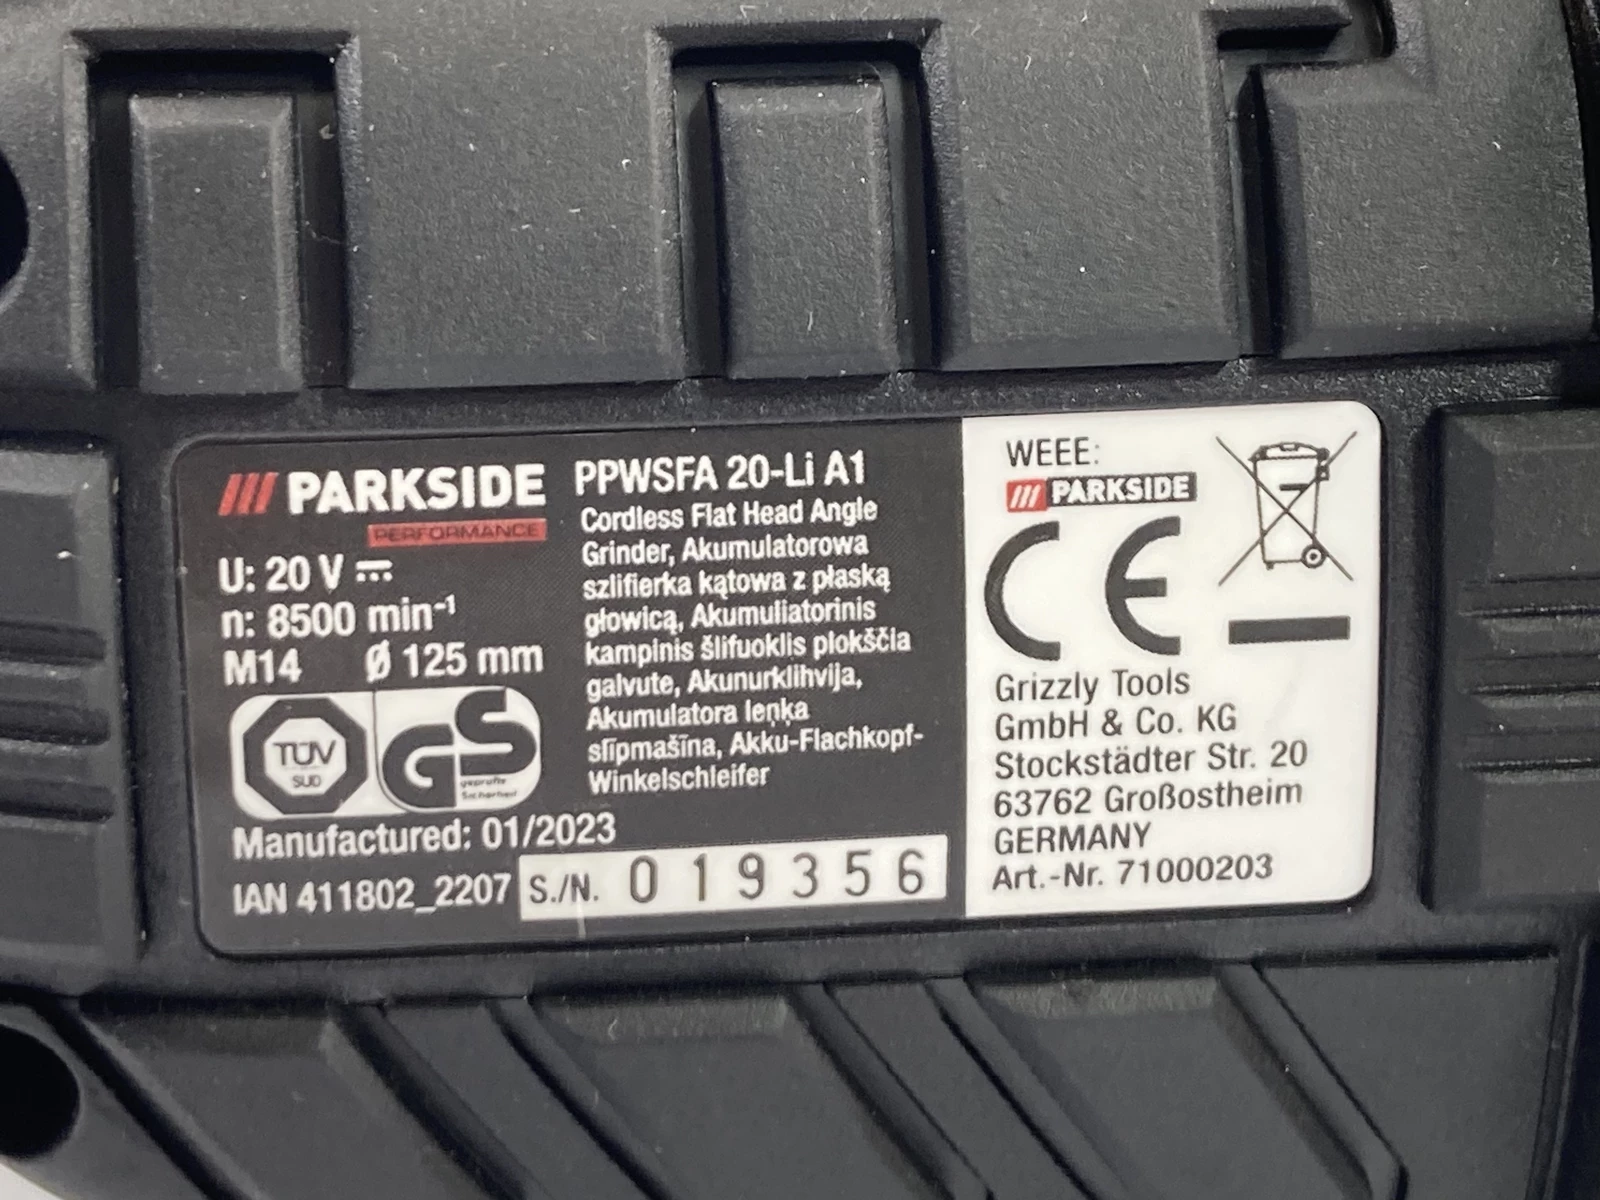 PARKSIDE
PERFORMANCE
U: 20 V
n: 8500 min⁻¹
M14 Ø 125 mm
TÜV
SÜD
GS
geprüfte
Sicherheit
Manufactured: 01/2023
IAN 411802_2207
S./N. 019356
PPWSFA 20-Li A1
Cordless Flat Head Angle
Grinder, Akumulatorowa
szlifierka kątowa z płaską
głowicą, Akumuliatorinis
kampinis šlifuoklis plokščia
galvute, Akunurklihvija,
Akumulatora leņķa
slīpmašīna, Akku-Flachkopf-
Winkelschleifer
WEEE:
PARKSIDE
CE
Grizzly Tools
GmbH & Co. KG
Stockstädter Str. 20
63762 Großostheim
GERMANY
Art.-Nr. 71000203